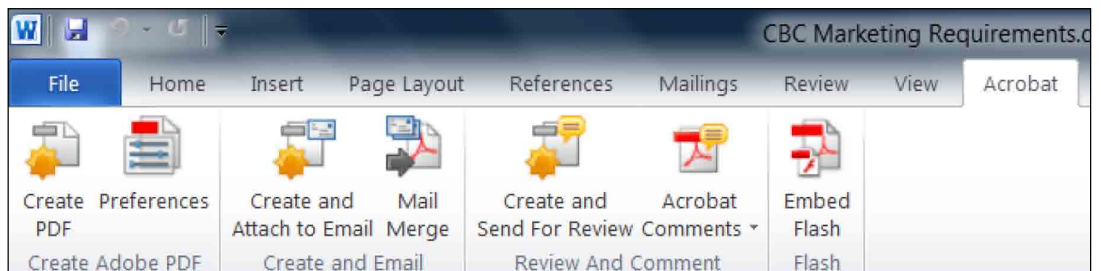 W
CBC Marketing Requirements.c
File Home Insert Page Layout References Mailings Review View Acrobat
Create Preferences Create and Mail Create and Acrobat Embed
PDF Attach to Email Merge Send For Review Comments Flash
Create Adobe PDF Create and Email Review And Comment Flash